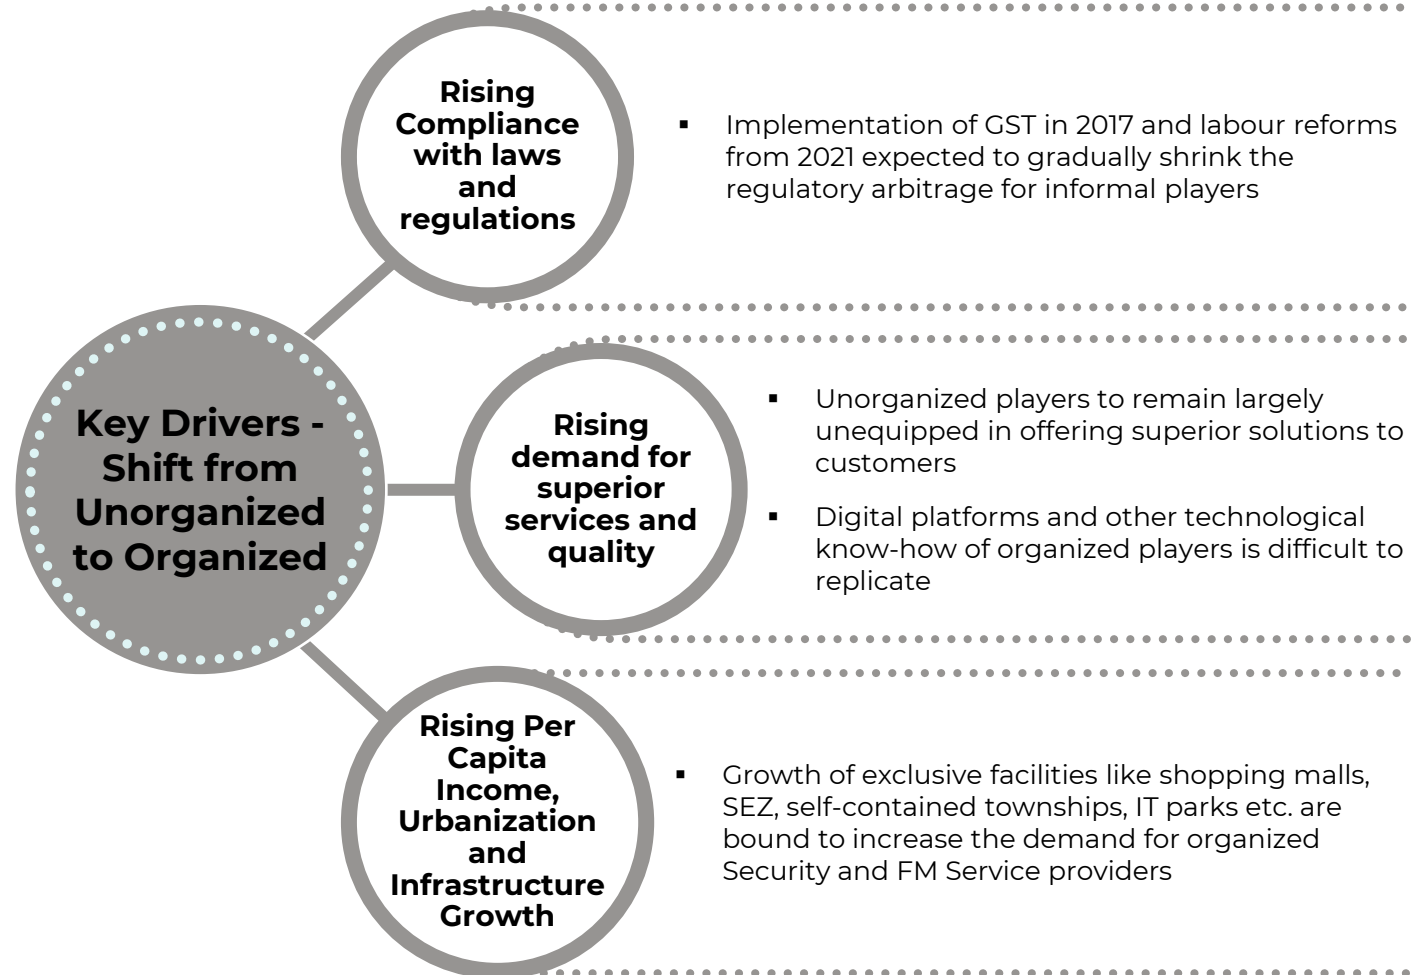 Key Drivers -
Shift from
Unorganized
to Organized
Rising
Compliance
with laws
and
regulations
▪ Implementation of GST in 2017 and labour reforms
from 2021 expected to gradually shrink the
regulatory arbitrage for informal players
Rising
demand for
superior
services and
quality
▪ Unorganized players to remain largely
unequipped in offering superior solutions to
customers
▪ Digital platforms and other technological
know-how of organized players is difficult to
replicate
Rising Per
Capita
Income,
Urbanization
and
Infrastructure
Growth
▪ Growth of exclusive facilities like shopping malls,
SEZ, self-contained townships, IT parks etc. are
bound to increase the demand for organized
Security and FM Service providers